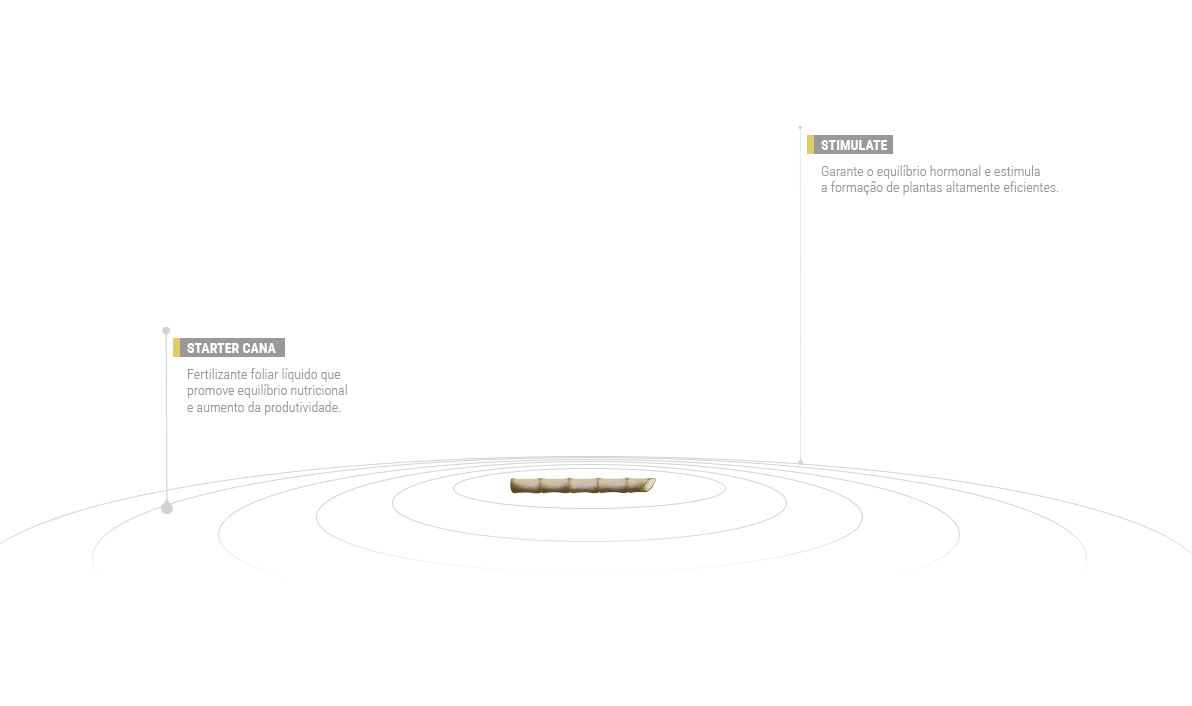 STIMULATE
Garante o equilíbrio hormonal e estimula
a formação de plantas altamente eficientes.
STARTER CANA
Fertilizante foliar líquido que
promove equilíbrio nutricional
e aumento da produtividade.